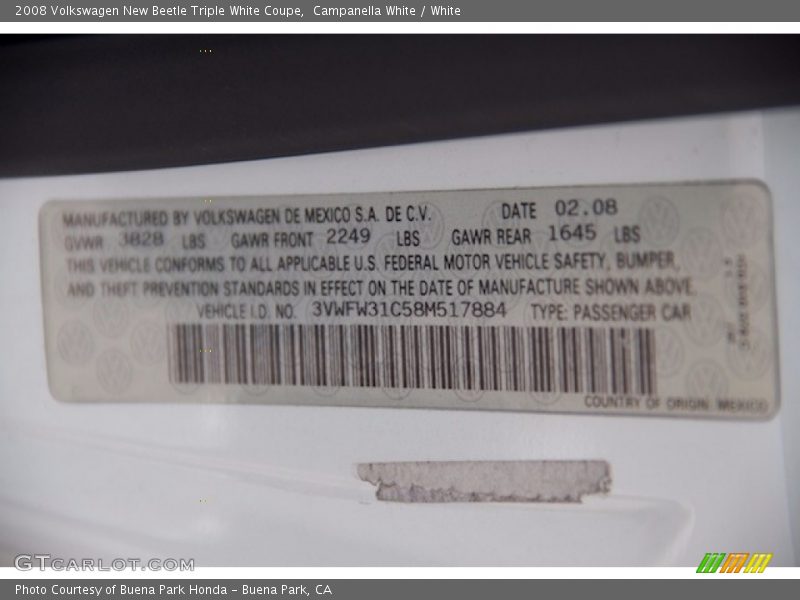 2008 Volkswagen New Beetle Triple White Coupe,  Campanella White / White
MANUFACTURED BY VOLKSWAGEN DE MEXICO S.A. DE C.V. DATE 02.08
GVWR 3828 LBS GAWR FRONT 2249 LBS GAWR REAR 1645 LBS
THIS VEHICLE CONFORMS TO ALL APPLICABLE U.S. FEDERAL MOTOR VEHICLE SAFETY, BUMPER,
AND THEFT PREVENTION STANDARDS IN EFFECT ON THE DATE OF MANUFACTURE SHOWN ABOVE.
VEHICLE I.D. NO. 3VWFW31C58M517884 TYPE: PASSENGER CAR
COUNTRY OF ORIGIN: MEXICO
GTCARLOT.COM
Photo Courtesy of Buena Park Honda – Buena Park, CA